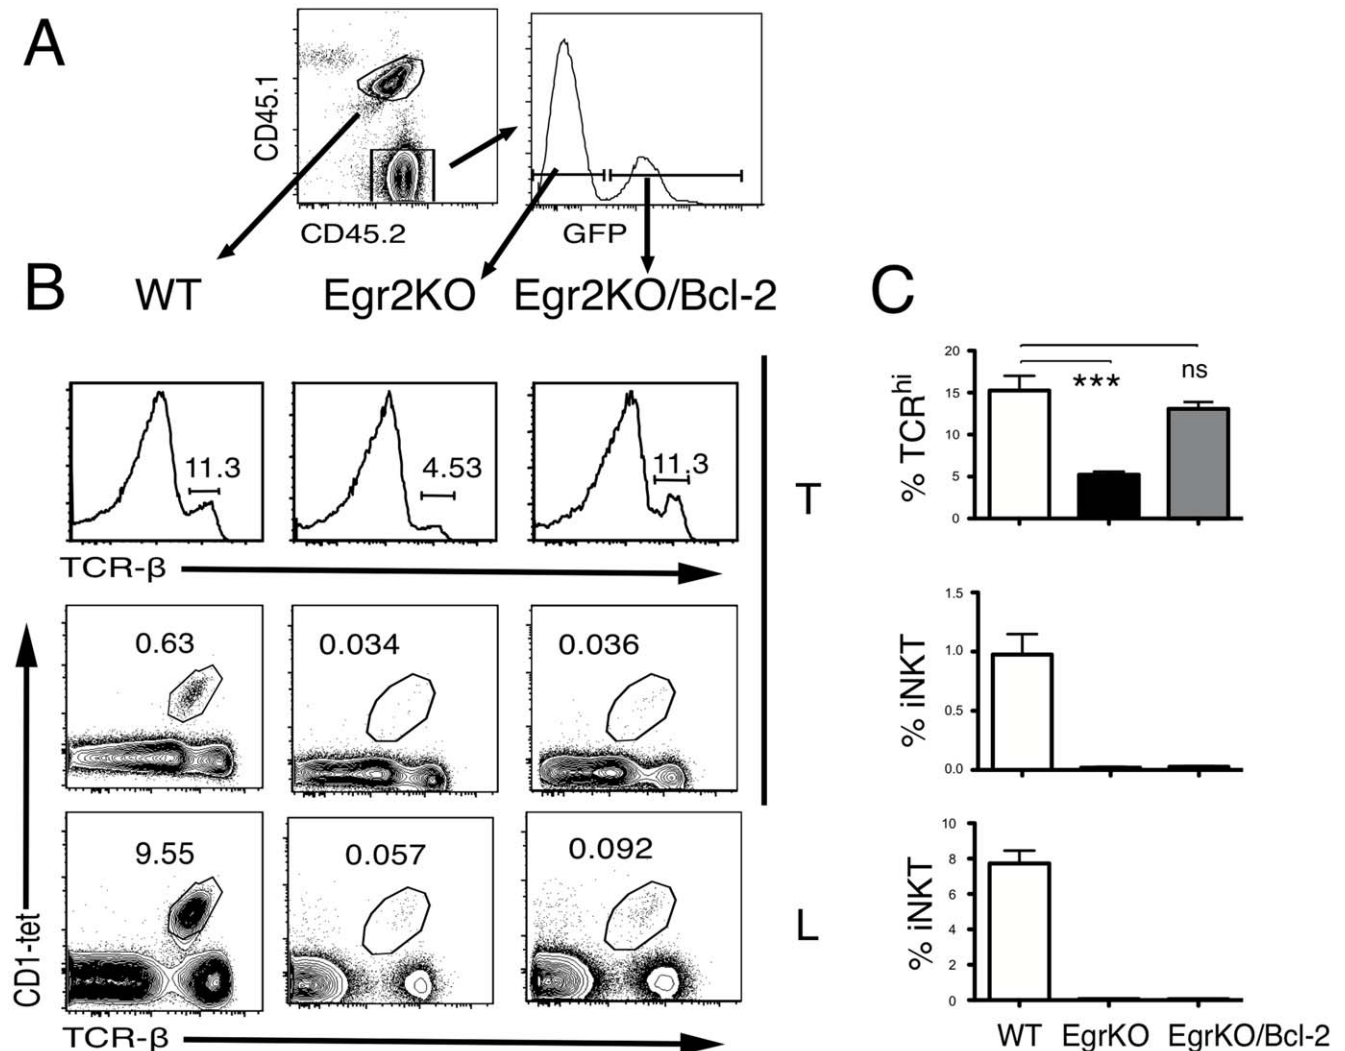 A
CD45.1
CD45.2
GFP
B
WT
Egr2KO
Egr2KO/Bcl-2
11.3
4.53
11.3
T
TCR-β
0.63
0.034
0.036
9.55
0.057
0.092
L
CD1-tet
TCR-β
C
% TCRhi
20
15
10
5
0
***
ns
% iNKT
1.5
1.0
0.5
0.0
% iNKT
10
8
6
4
2
0
WT EgrKO EgrKO/Bcl-2